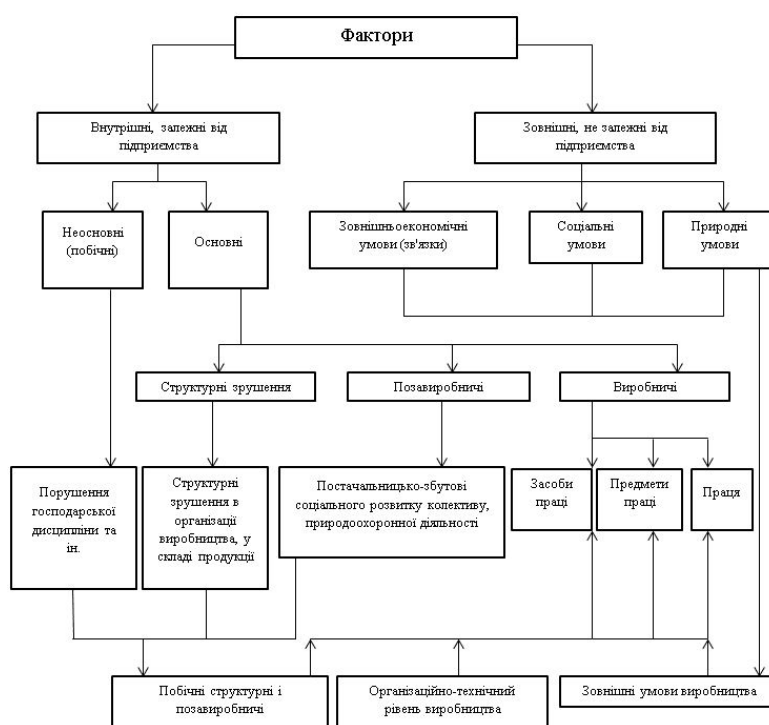 Фактори
Внутрішні, залежні від
підприємства
Зовнішні, не залежні від
підприємства
Неосновні
(побічні)
Основні
Зовнішньоекономічні
умови (зв'язки)
Соціальні
умови
Природні
умови
Структурні зрушення
Позавиробничі
Виробничі
Порушення
господарської
дисципліни та
ін.
Структурні
зрушення в
організації
виробництва, у
складі продукції
Постачальницько-збутові
соціального розвитку колективу,
природоохоронної діяльності
Засоби
праці
Предмети
праці
Праця
Побічні структурні і
позавиробничі
Організаційно-технічний
рівень виробництва
Зовнішні умови виробництва